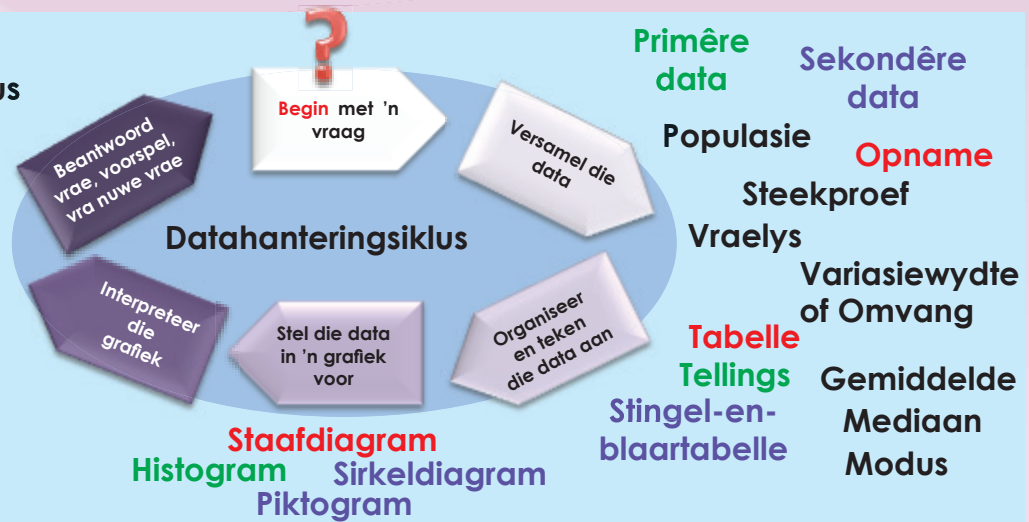 us
?
Begin met 'n
vraag
Versamel die
data
Organiseer
en teken
die data aan
Stel die data
in 'n grafiek
voor
Interpreteer
die
grafiek
Beantwoord
vrae, voorspel,
vra nuwe vrae
Datahanteringsiklus
Primêre
data
Sekondêre
data
Populasie
Opname
Steekproef
Vraelys
Variasiewydte
of Omvang
Tabelle
Tellings
Stingel-en-
blaartabelle
Gemiddelde
Mediaan
Modus
Staafdiagram
Histogram
Sirkeldiagram
Piktogram